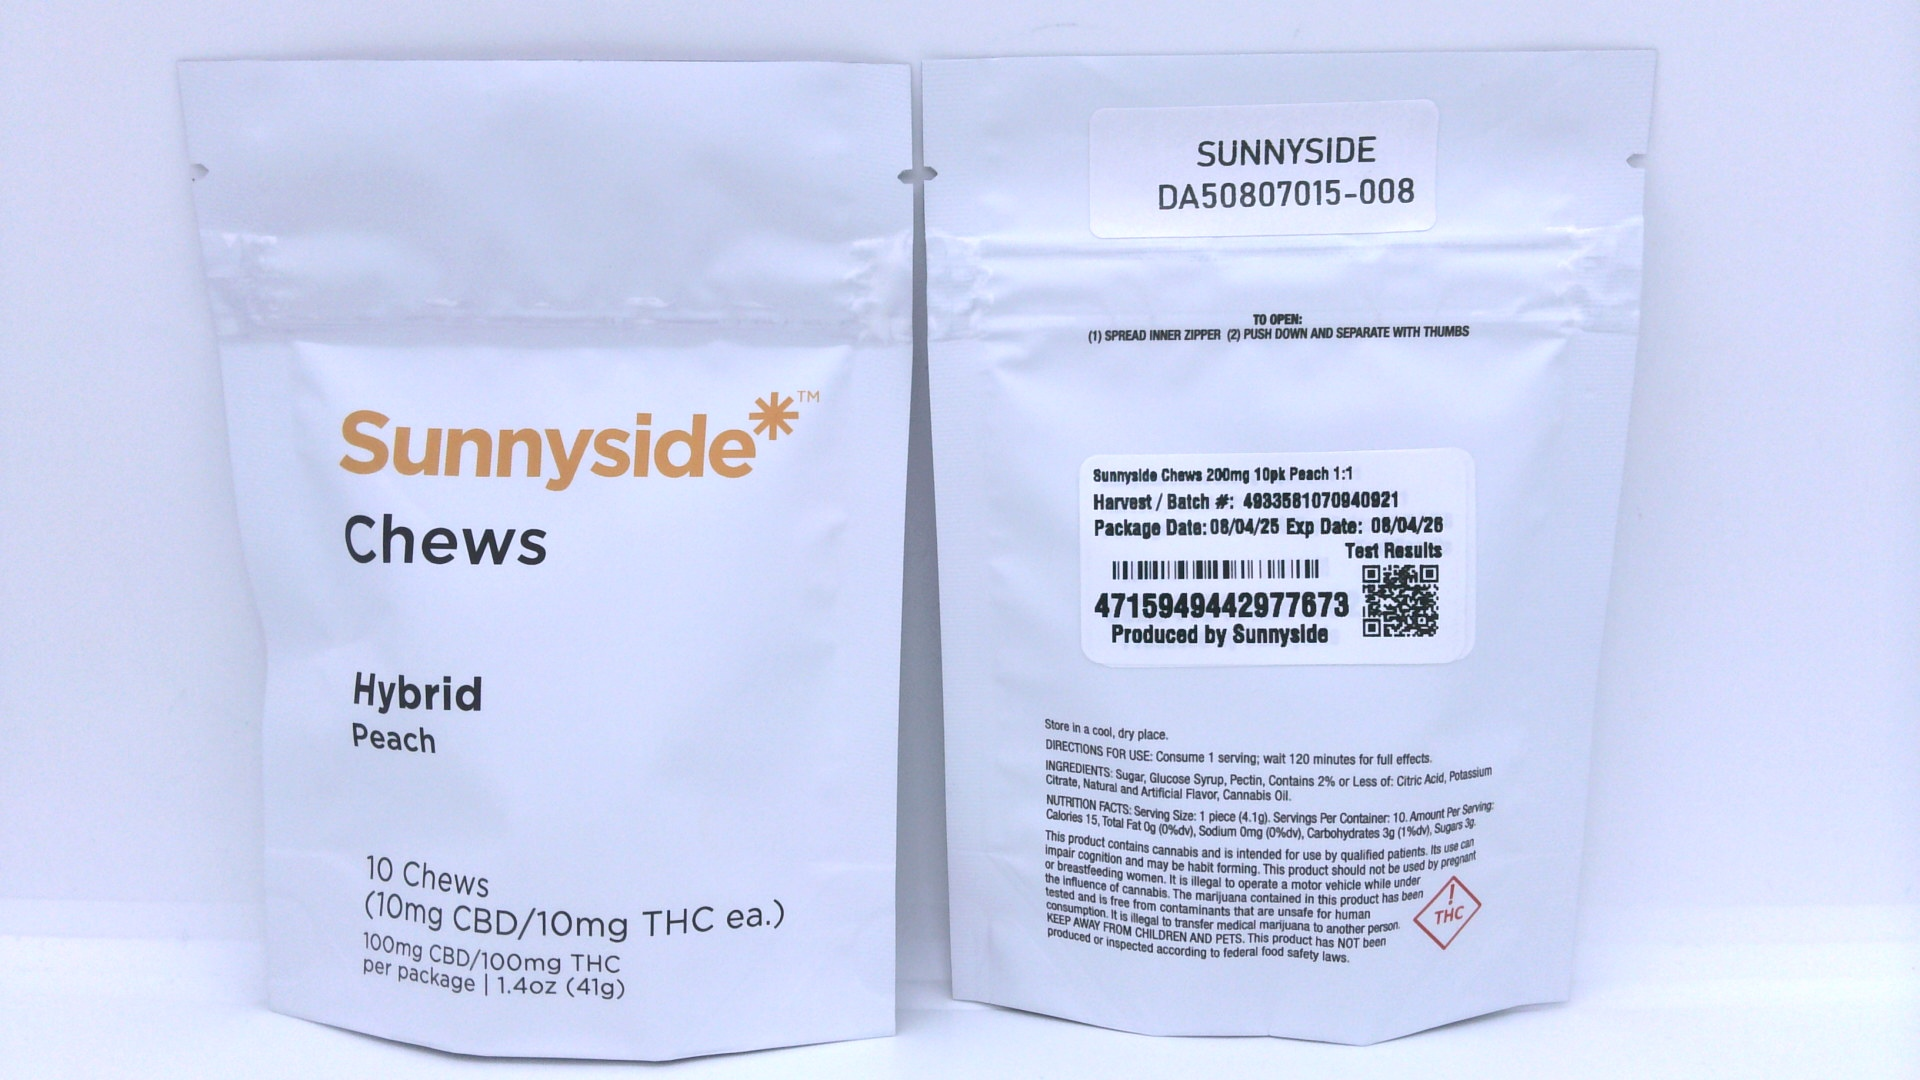 Sunnyside*™
Chews
Hybrid
Peach
10 Chews
(10mg CBD/10mg THC ea.)
100mg CBD/100mg THC
per package | 1.4oz (41g)
SUNNYSIDE
DA50807015-008
TO OPEN:
(1) SPREAD INNER ZIPPER (2) PUSH DOWN AND SEPARATE WITH THUMBS
Sunnyside Chews 200mg 10pk Peach 1:1
Harvest / Batch #: 4933581070940921
Package Date: 08/04/25 Exp Date: 08/04/26
Test Results
4715949442977673
Produced by Sunnyside
Store in a cool, dry place.
DIRECTIONS FOR USE: Consume 1 serving; wait 120 minutes for full effects.
INGREDIENTS: Sugar, Glucose Syrup, Pectin, Contains 2% or Less of: Citric Acid, Potassium
Citrate, Natural and Artificial Flavor, Cannabis Oil.
NUTRITION FACTS: Serving Size: 1 piece (4.1g). Servings Per Container: 10. Amount Per Serving:
Calories 15, Total Fat 0g (0%dv), Sodium 0mg (0%dv), Carbohydrates 3g (1%dv), Sugars 3g.
This product contains cannabis and is intended for use by qualified patients. Its use can
impair cognition and may be habit forming. This product should not be used by pregnant
or breastfeeding women. It is illegal to operate a motor vehicle while under
the influence of cannabis. The marijuana contained in this product has been
tested and is free from contaminants that are unsafe for human
consumption. It is illegal to transfer medical marijuana to another person.
KEEP AWAY FROM CHILDREN AND PETS. This product has NOT been
produced or inspected according to federal food safety laws.
!
THC